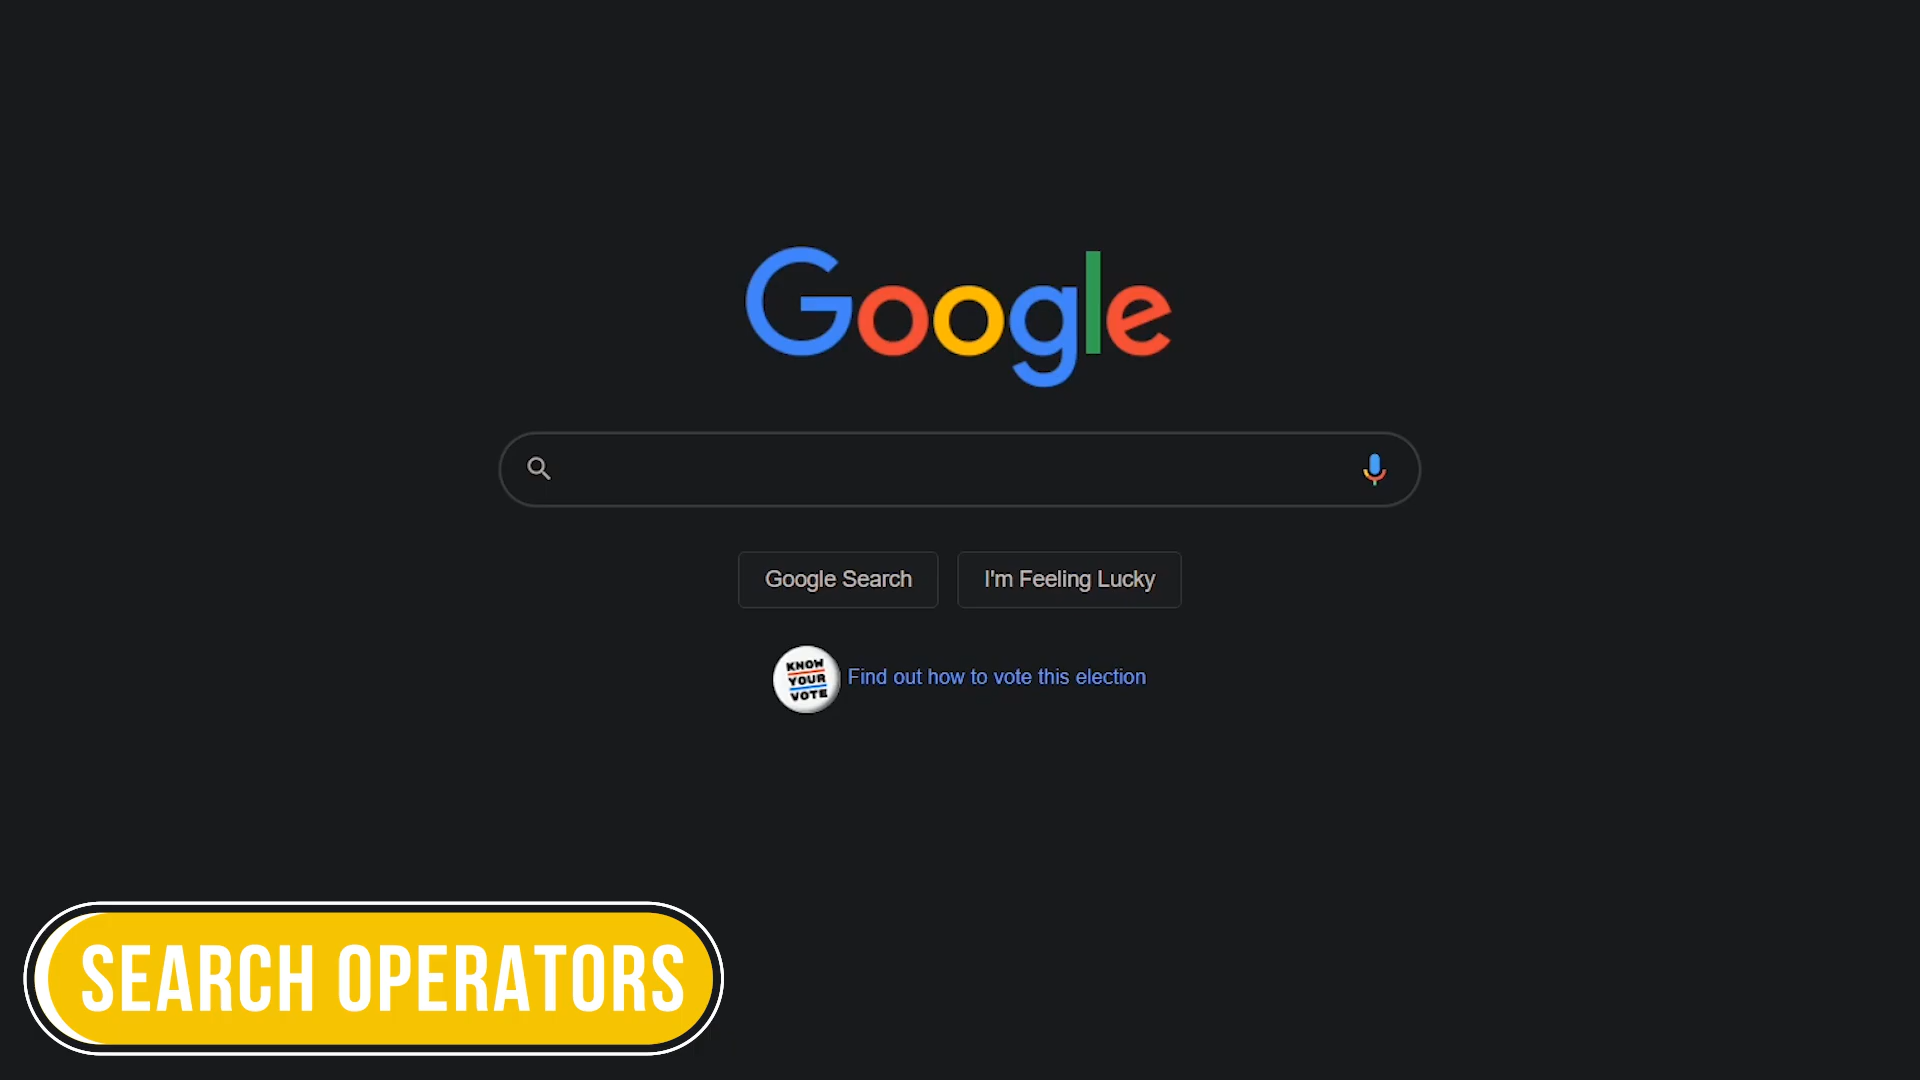 Google
Google Search
I'm Feeling Lucky
KNOW
YOUR
VOTE
Find out how to vote this election
SEARCH OPERATORS